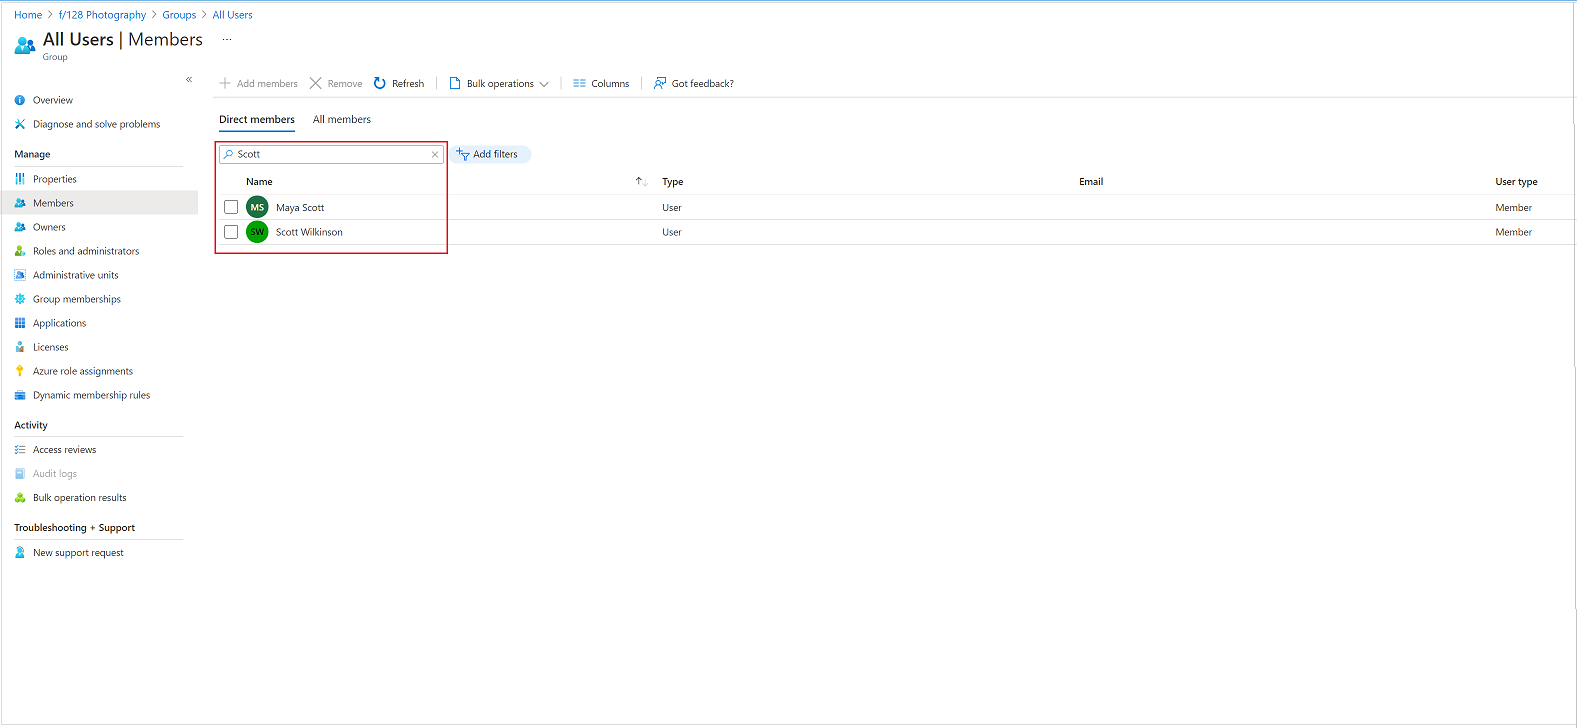 Home > f/128 Photography > Groups > All Users
All Users | Members ...
Group
«
Add members Remove Refresh Bulk operations Columns Got feedback?
Overview
Diagnose and solve problems
Manage
Properties
Members
Owners
Roles and administrators
Administrative units
Group memberships
Applications
Licenses
Azure role assignments
Dynamic membership rules
Activity
Access reviews
Audit logs
Bulk operation results
Troubleshooting + Support
New support request
Direct members All members
Scott Add filters
Name Type Email User type
MS Maya Scott User Member
SW Scott Wilkinson User Member